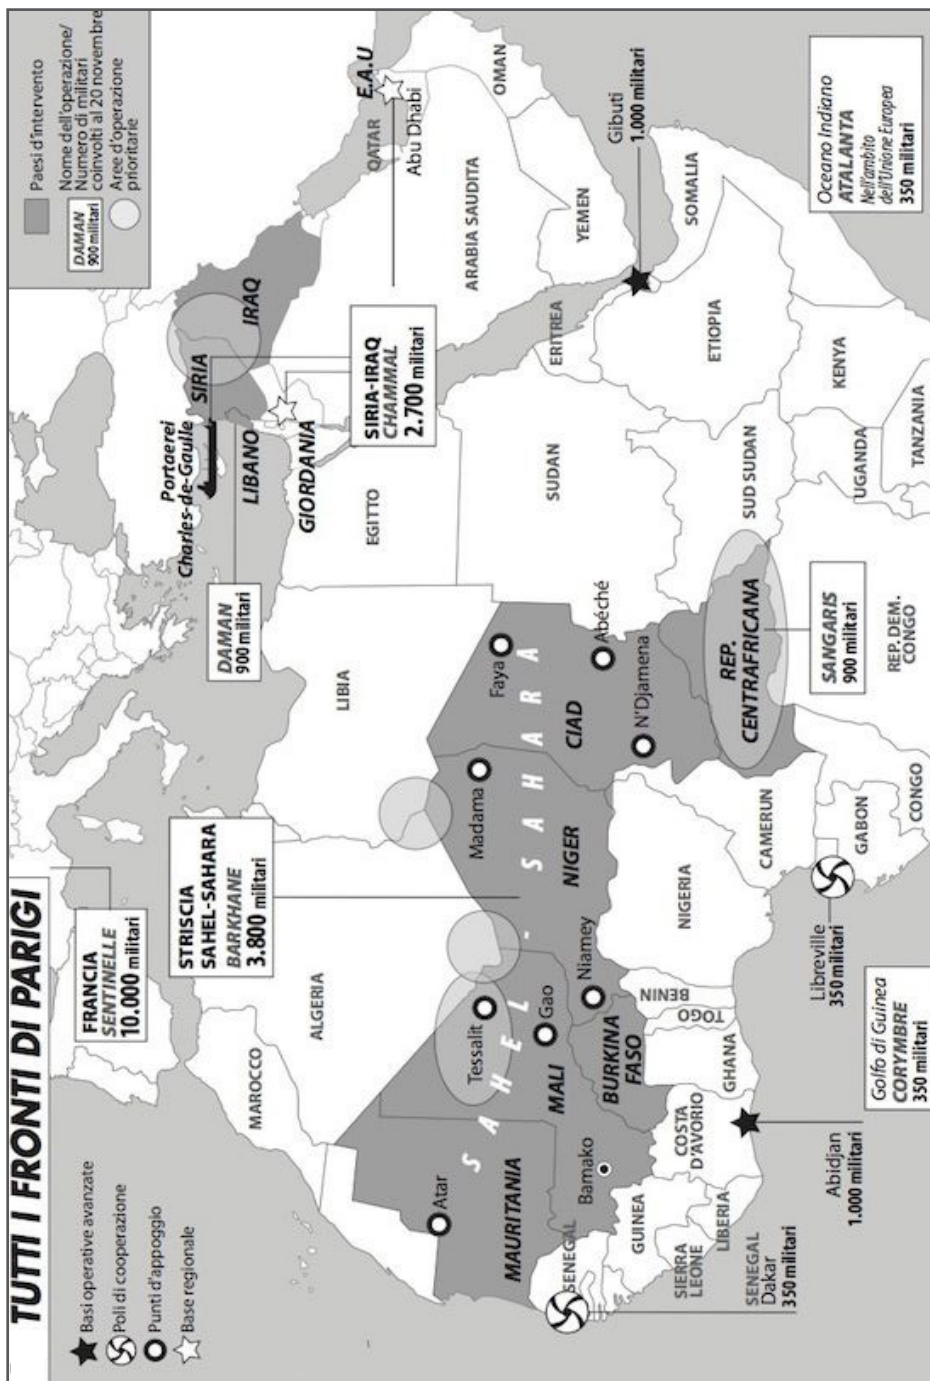 TUTTI I FRONTI DI PARIGI
Basi operative avanzate
Poli di cooperazione
Punti d'appoggio
Base regionale
Paesi d'intervento
DAMAN
900 militari
Nome dell'operazione/
Numero di militari
coinvolti al 20 novembre
Aree d'operazione
prioritarie
FRANCIA
SENTINELLE
10.000 militari
STRISCIA
SAHEL-SAHARA
BARKHANE
3.800 militari
DAMAN
900 militari
Portaerei
Charles-de-Gaulle
SIRIA
IRAQ
LIBANO
GIORDANIA
SIRIA-IRAQ
CHAMMAL
2.700 militari
QATAR
E.A.U
Abu Dhabi
OMAN
ARABIA SAUDITA
YEMEN
MAROCCO
ALGERIA
LIBIA
EGITTO
SAHEL - SAHARA
Atar
Tessalit
Madama
Faya
MAURITANIA
MALI
Gao
NIGER
CIAD
Abéché
SUDAN
ERITREA
Gibuti
1.000 militari
Bamako
BURKINA
FASO
Niamey
N'Djamena
SENEGAL
GUINEA
SIERRA
LEONE
LIBERIA
COSTA
D'AVORIO
GHANA
TOGO
BENIN
NIGERIA
CAMERUN
REP.
CENTRAFRICANA
SUD SUDAN
ETIOPIA
SOMALIA
SENEGAL
Dakar
350 militari
Abidjan
1.000 militari
Golfo di Guinea
CORYMBRE
350 militari
Libreville
350 militari
GABON
CONGO
SANGARIS
900 militari
REP. DEM.
CONGO
UGANDA
KENYA
TANZANIA
Oceano Indiano
ATALANTA
Nell'ambito
dell'Unione Europea
350 militari